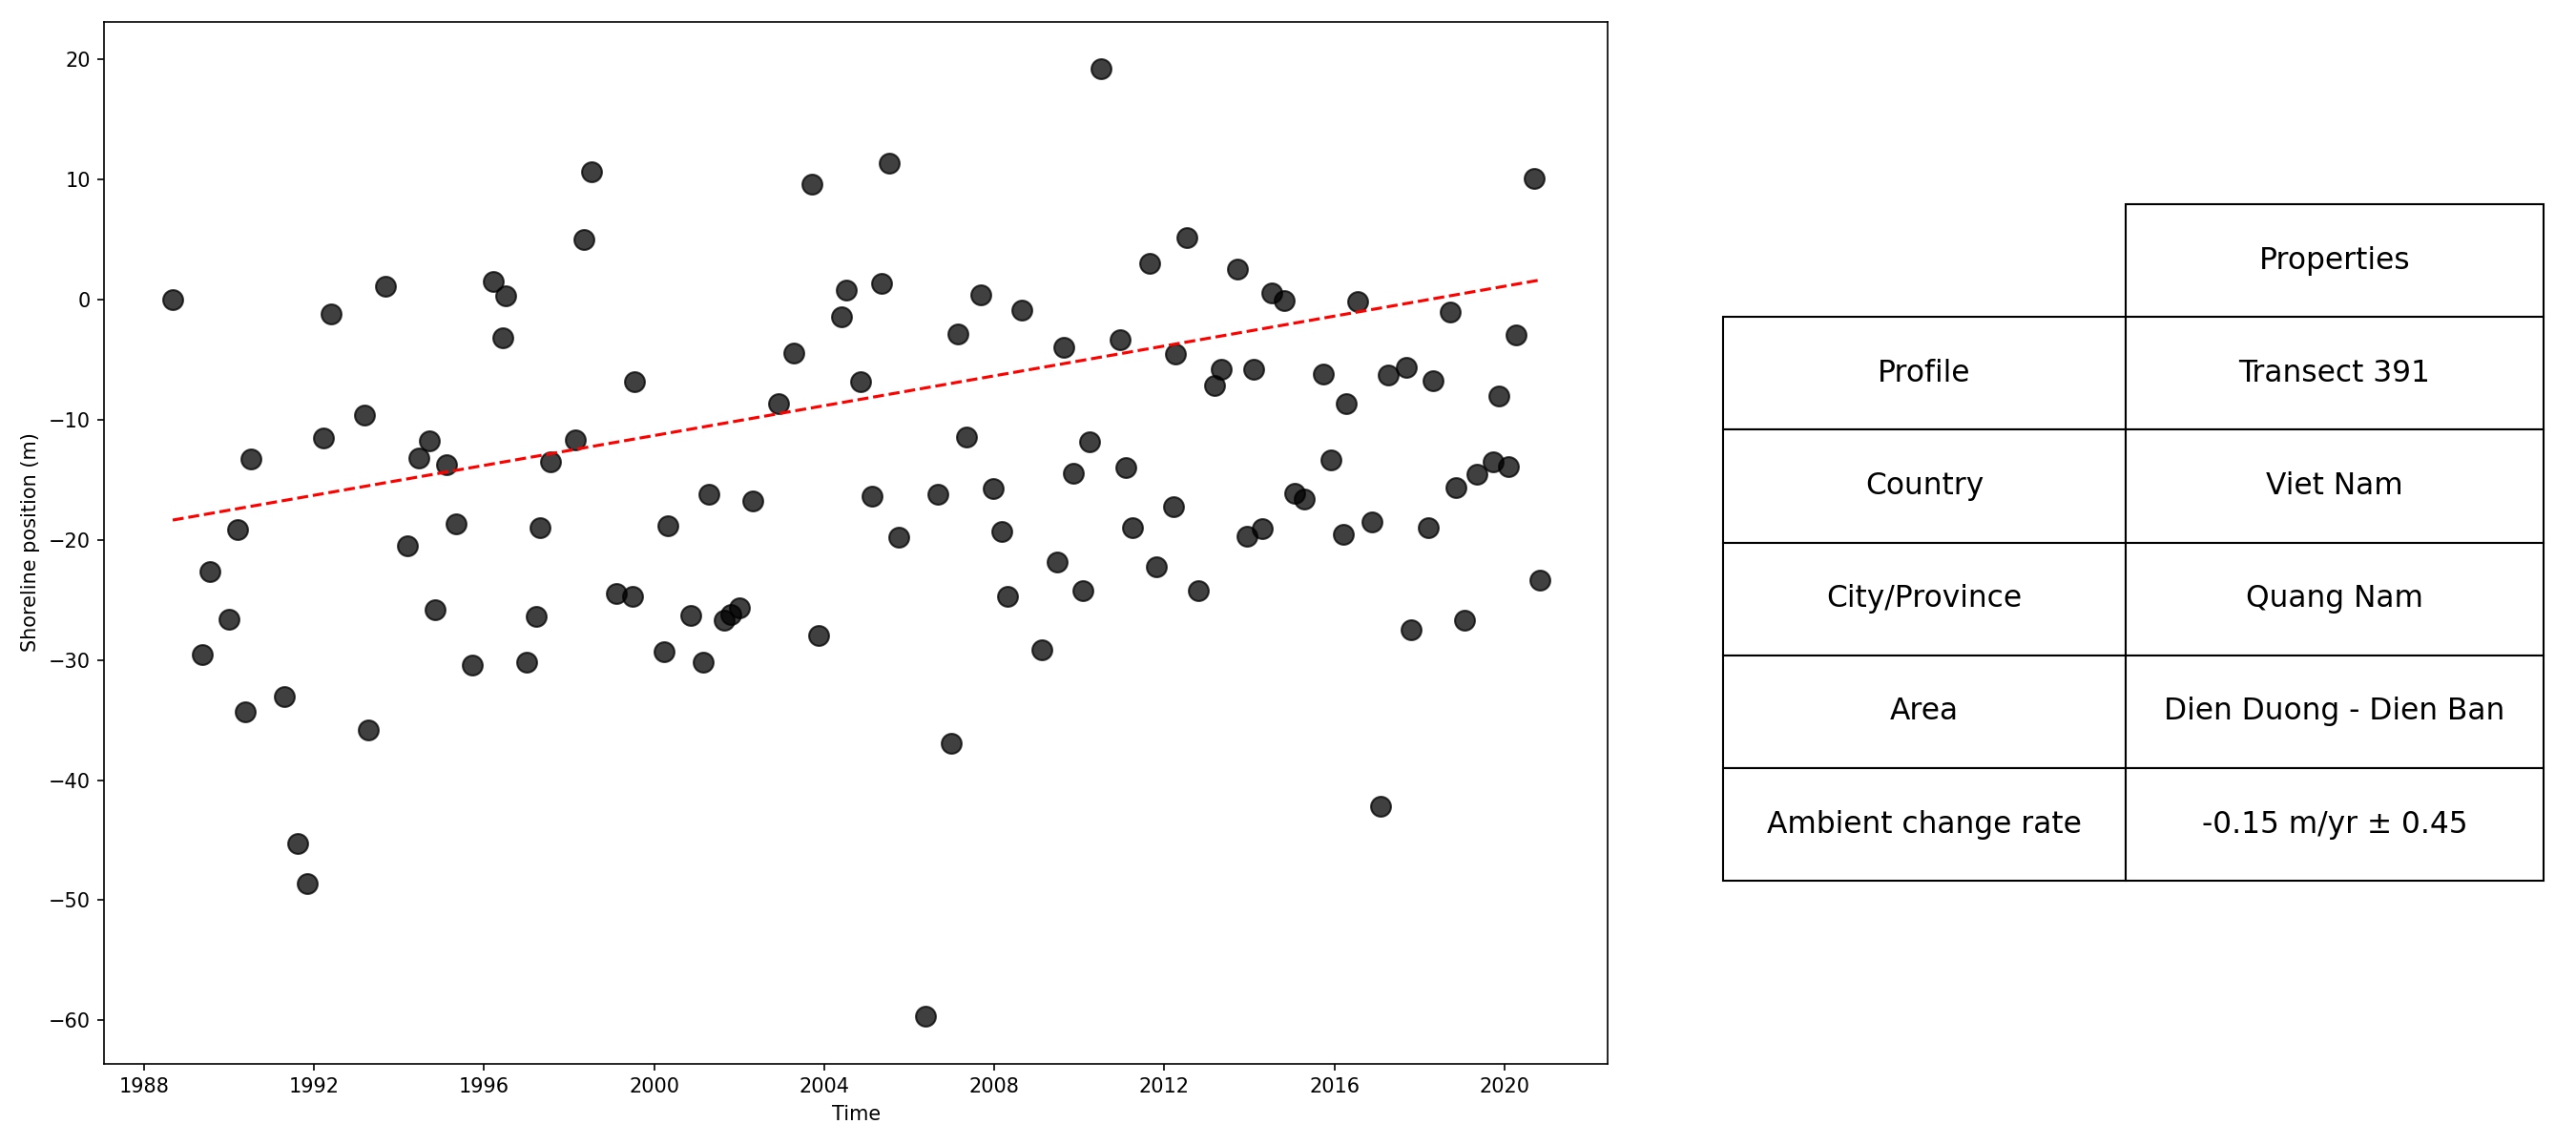 20
10
0
−10
−20
−30
−40
−50
−60
Shoreline position (m)
1988 1992 1996 2000 2004 2008 2012 2016 2020
Time
Properties
Profile Transect 391
Country Viet Nam
City/Province Quang Nam
Area Dien Duong - Dien Ban
Ambient change rate -0.15 m/yr ± 0.45